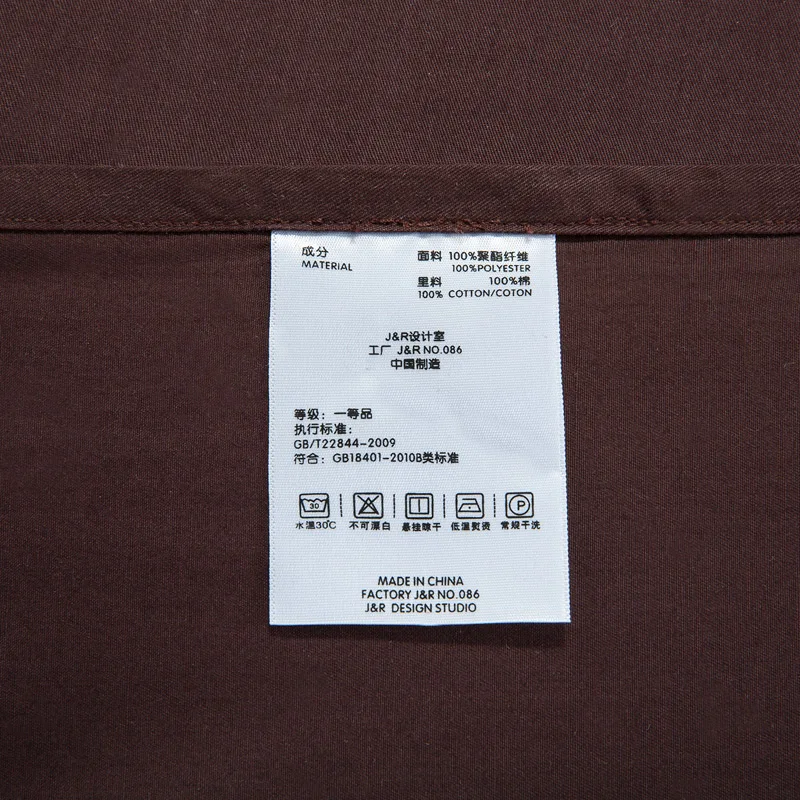 成分
MATERIAL
面料 100%聚酯纤维
100%POLYESTER
里料 100%棉
100% COTTON/COTON
J&R设计室
工厂 J&R NO.086
中国制造
等级：一等品
执行标准：
GB/T22844-2009
符合：GB18401-2010B类标准
30 P
水温30℃ 不可漂白 悬挂晾干 低温熨烫 常规干洗
MADE IN CHINA
FACTORY J&R NO.086
J&R DESIGN STUDIO